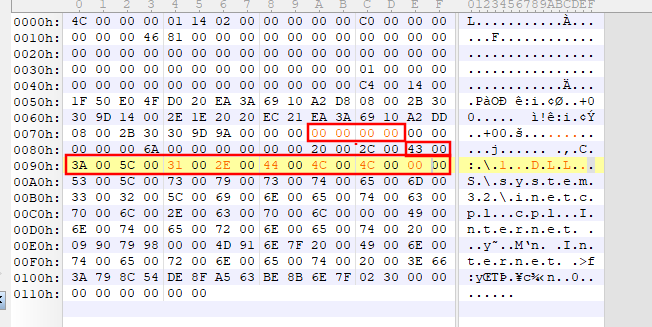 0 1 2 3 4 5 6 7 8 9 A B C D E F 0123456789ABCDEF
0000h: 4C 00 00 00 01 14 02 00 00 00 00 00 C0 00 00 00 L...........À...
0010h: 00 00 00 46 81 00 00 00 00 00 00 00 00 00 00 00 ...F............
0020h: 00 00 00 00 00 00 00 00 00 00 00 00 00 00 00 00 ................
0030h: 00 00 00 00 00 00 00 00 00 00 00 00 01 00 00 00 ................
0040h: 00 00 00 00 00 00 00 00 00 00 00 00 C4 00 14 00 ............Ä...
0050h: 1F 50 E0 4F D0 20 EA 3A 69 10 A2 D8 08 00 2B 30 .PàOÐ ê:i.¢Ø..+0
0060h: 30 9D 14 00 2E 1E 20 20 EC 21 EA 3A 69 10 A2 DD 0.....  ì!ê:i.¢Ý
0070h: 08 00 2B 30 30 9D 9A 00 00 00 00 00 00 00 00 00 ..+00.š.........
0080h: 00 00 00 6A 00 00 00 00 00 00 20 00 2C 00 43 00 ...j...... .,.C.
0090h: 3A 00 5C 00 31 00 2E 00 44 00 4C 00 4C 00 00 00 :.\.1...D.L.L...
00A0h: 53 00 5C 00 73 00 79 00 73 00 74 00 65 00 6D 00 S.\.s.y.s.t.e.m.
00B0h: 33 00 32 00 5C 00 69 00 6E 00 65 00 74 00 63 00 3.2.\.i.n.e.t.c.
00C0h: 70 00 6C 00 2E 00 63 00 70 00 6C 00 00 00 49 00 p.l...c.p.l...I.
00D0h: 6E 00 74 00 65 00 72 00 6E 00 65 00 74 00 20 00 n.t.e.r.n.e.t. .
00E0h: 09 90 79 98 00 00 4D 91 6E 7F 20 00 49 00 6E 00 ..y˜..M‘n. .I.n.
00F0h: 74 00 65 00 72 00 6E 00 65 00 74 00 20 00 3E 66 t.e.r.n.e.t. .>f
0100h: 3A 79 8C 54 DE 8F A5 63 BE 8B 6E 7F 02 30 00 00 :yŒTÞ.¥c¾‹n..0..
0110h: 00 00 00 00 00 00 ......